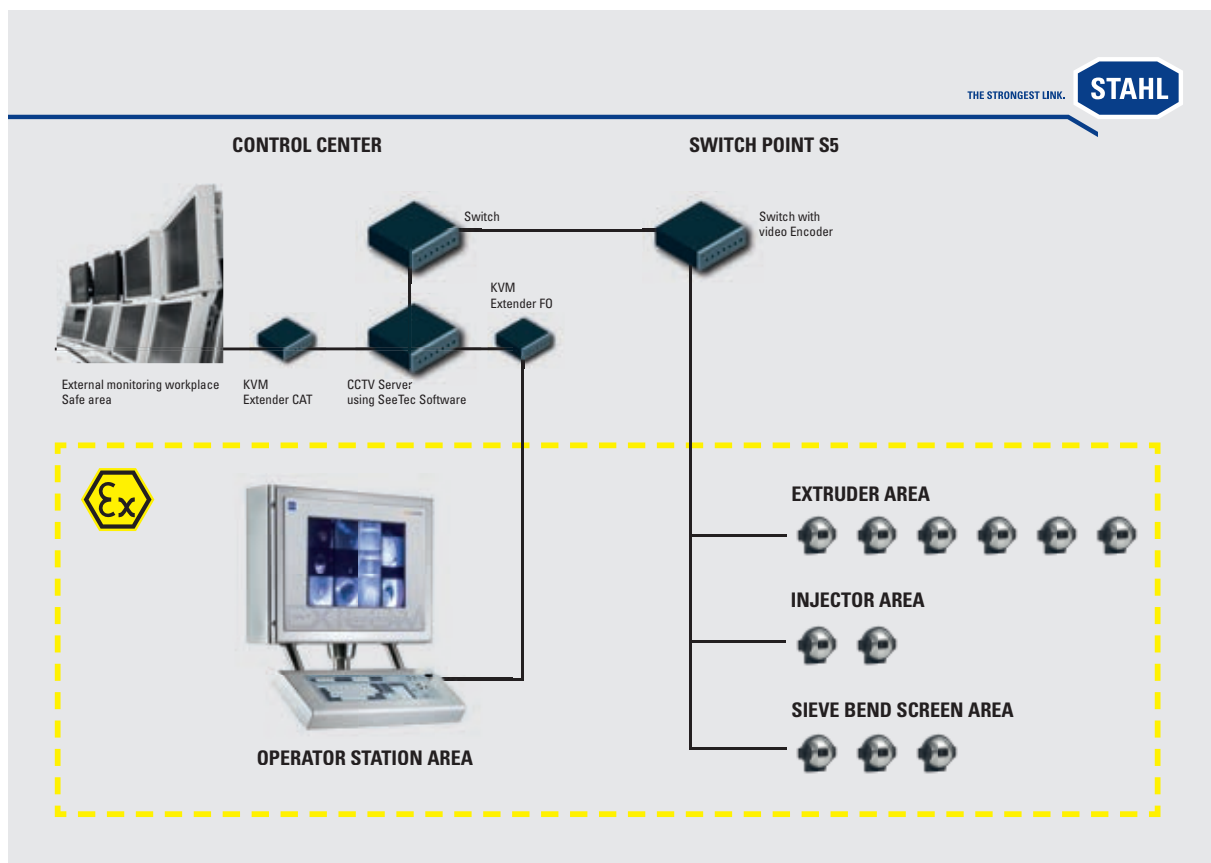 THE STRONGEST LINK.
STAHL
CONTROL CENTER
SWITCH POINT S5
Switch
Switch with
video Encoder
KVM
Extender FO
External monitoring workplace
Safe area
KVM
Extender CAT
CCTV Server
using SeeTec Software
Ex
EXTRUDER AREA
INJECTOR AREA
SIEVE BEND SCREEN AREA
OPERATOR STATION AREA